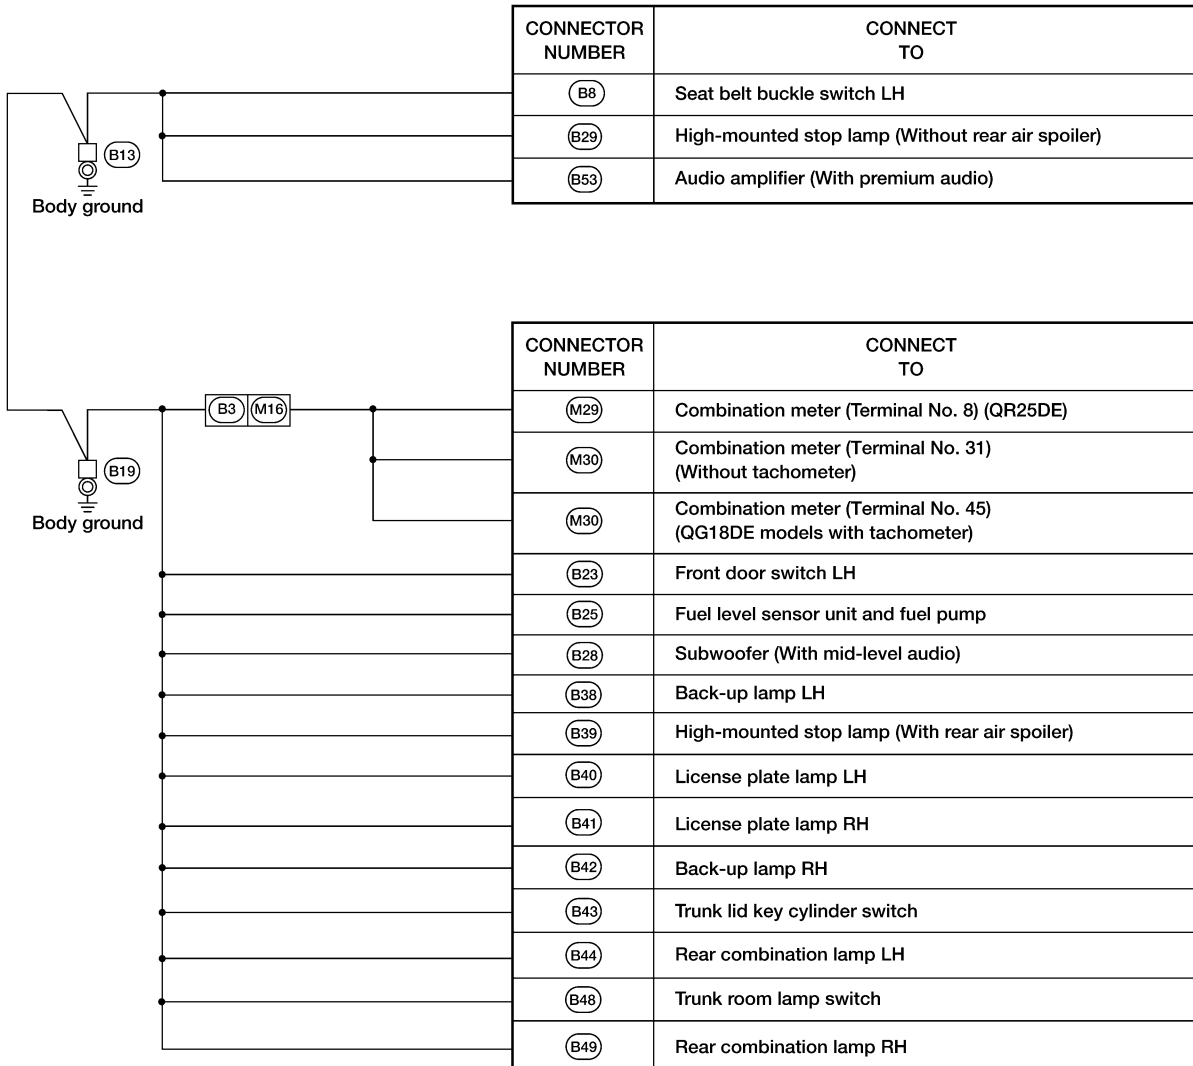 CONNECTOR NUMBER CONNECT TO
B8 Seat belt buckle switch LH
B29 High-mounted stop lamp (Without rear air spoiler)
B13
B53 Audio amplifier (With premium audio)
Body ground
CONNECTOR NUMBER CONNECT TO
B3 M16 M29 Combination meter (Terminal No. 8) (QR25DE)
M30 Combination meter (Terminal No. 31)
(Without tachometer)
B19
Body ground
M30 Combination meter (Terminal No. 45)
(QG18DE models with tachometer)
B23 Front door switch LH
B25 Fuel level sensor unit and fuel pump
B28 Subwoofer (With mid-level audio)
B38 Back-up lamp LH
B39 High-mounted stop lamp (With rear air spoiler)
B40 License plate lamp LH
B41 License plate lamp RH
B42 Back-up lamp RH
B43 Trunk lid key cylinder switch
B44 Rear combination lamp LH
B48 Trunk room lamp switch
B49 Rear combination lamp RH